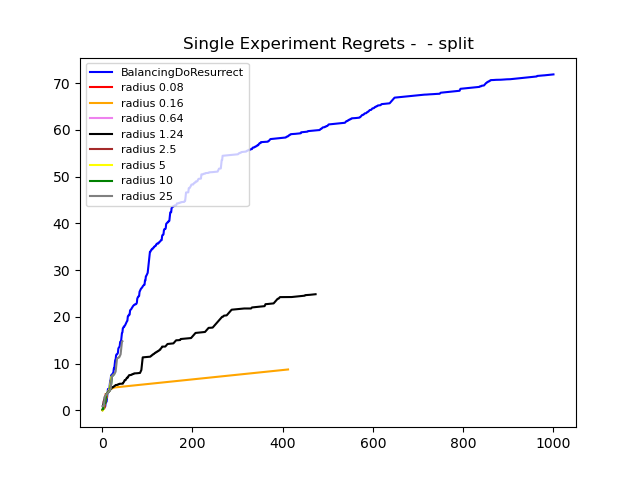 Single Experiment Regrets -  - split
BalancingDoResurrect
radius 0.08
radius 0.16
radius 0.64
radius 1.24
radius 2.5
radius 5
radius 10
radius 25
70
60
50
40
30
20
10
0
0 200 400 600 800 1000